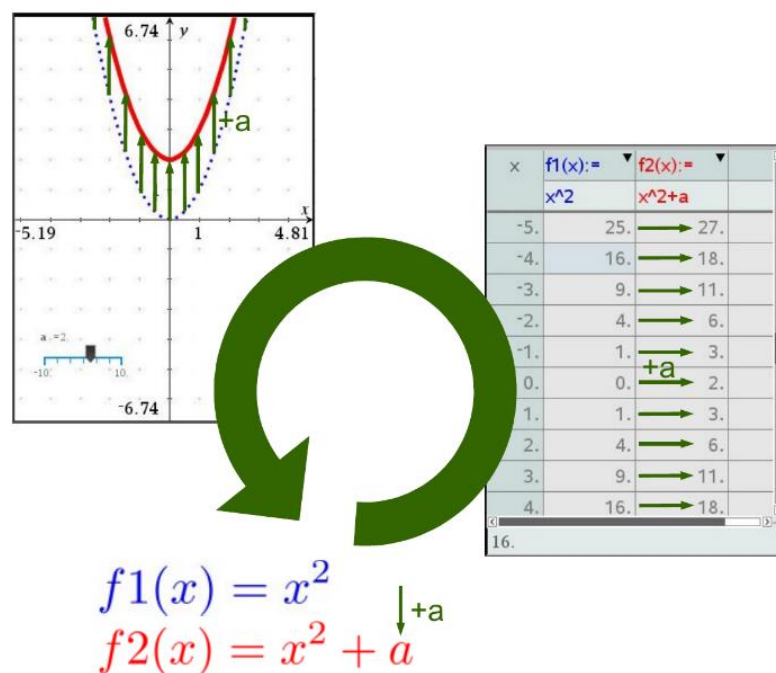 6.74 y
+a
x
-5.19 1 4.81
a =2.
-10. 10.
-6.74
x f1(x):= ▼ f2(x):= ▼
x^2 x^2+a
-5. 25. 27.
-4. 16. 18.
-3. 9. 11.
-2. 4. 6.
-1. 1. 3.
+a
0. 0. 2.
1. 1. 3.
2. 4. 6.
3. 9. 11.
4. 16. 18.
16.
f1(x) = x²
+a
f2(x) = x² + a